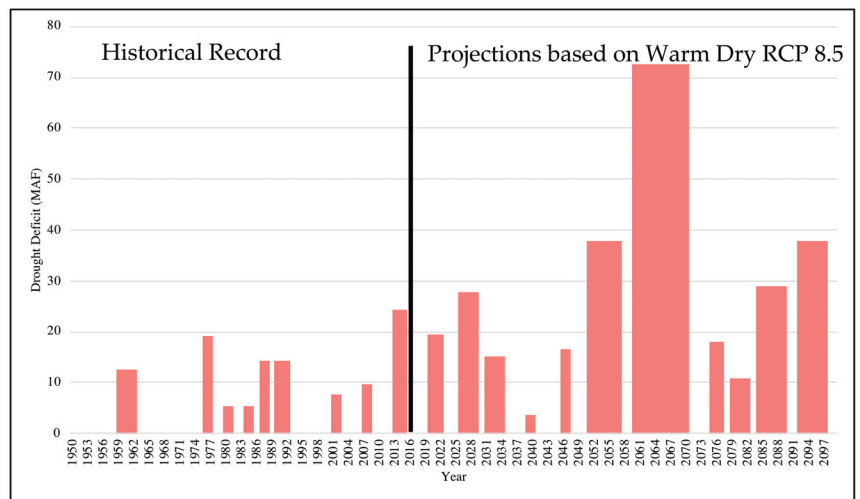 Historical Record
Projections based on Warm Dry RCP 8.5
Drought Deficit (MAF)
80
70
60
50
40
30
20
10
0
1950 1953 1956 1959 1962 1965 1968 1971 1974 1977 1980 1983 1986 1989 1992 1995 1998 2001 2004 2007 2010 2013 2016 2019 2022 2025 2028 2031 2034 2037 2040 2043 2046 2049 2052 2055 2058 2061 2064 2067 2070 2073 2076 2079 2082 2085 2088 2091 2094 2097
Year